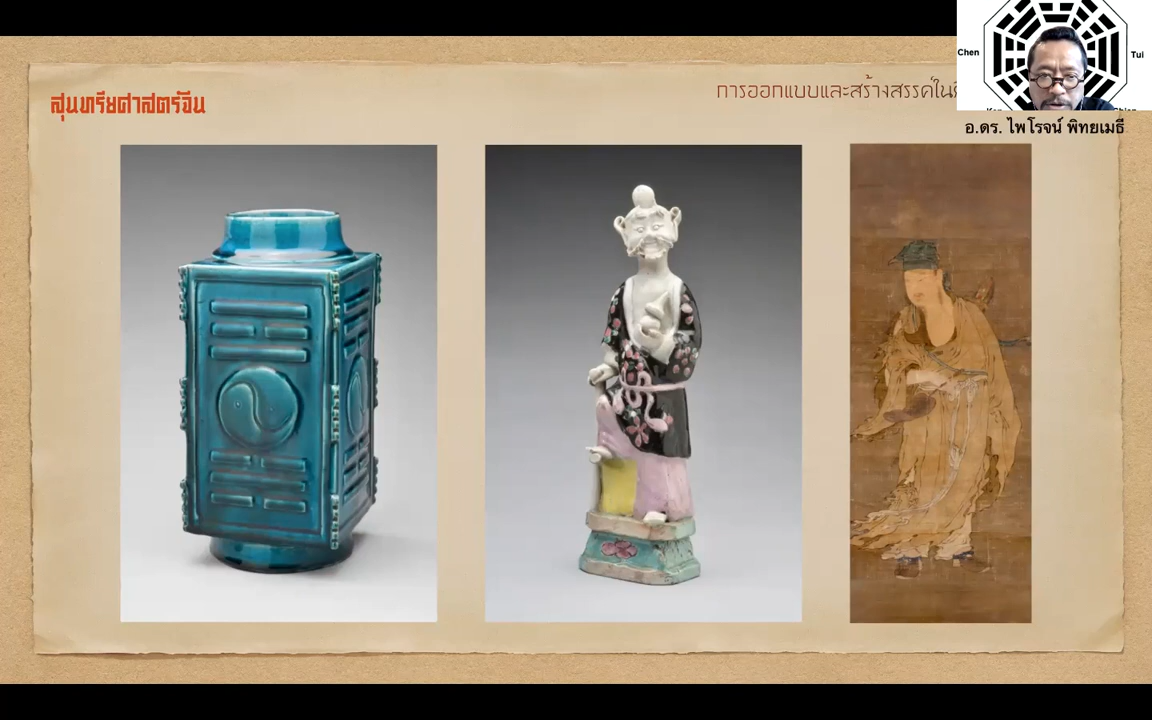 สุนทรียศาสตร์จีน
การออกแบบและสร้างสรรค์ใน
Chen
Tui
อ.ดร. ไพโรจน์ พิทยเมธี